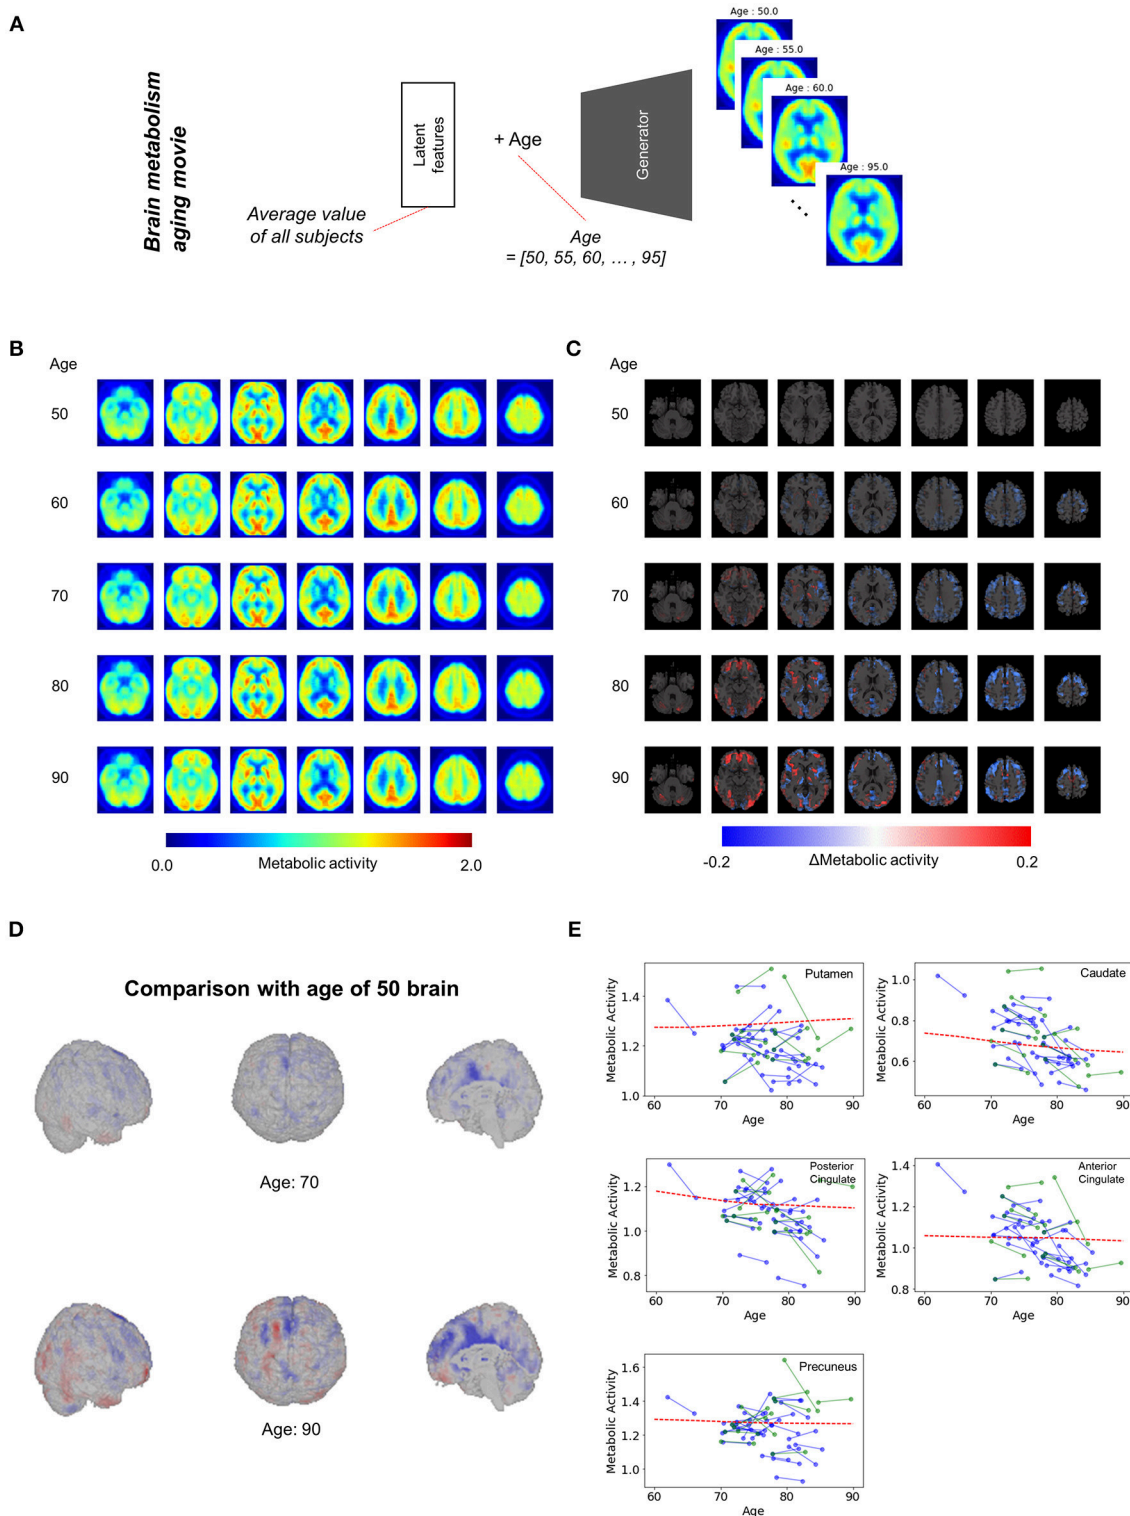 A
Brain metabolism
aging movie
Latent
features
+ Age
Generator
Average value
of all subjects
Age
= [50, 55, 60, ... , 95]
Age : 50.0
Age : 55.0
Age : 60.0
Age : 95.0
B
Age
50
60
70
80
90
0.0
Metabolic activity
2.0
C
Age
50
60
70
80
90
-0.2
ΔMetabolic activity
0.2
D
Comparison with age of 50 brain
Age: 70
Age: 90
E
Putamen
Metabolic Activity
1.4
1.2
1.0
60 70 80 90
Age
Caudate
Metabolic Activity
1.0
0.8
0.6
60 70 80 90
Age
Posterior
Cingulate
Metabolic Activity
1.2
1.0
0.8
60 70 80 90
Age
Anterior
Cingulate
Metabolic Activity
1.4
1.2
1.0
0.8
60 70 80 90
Age
Precuneus
Metabolic Activity
1.6
1.4
1.2
1.0
60 70 80 90
Age